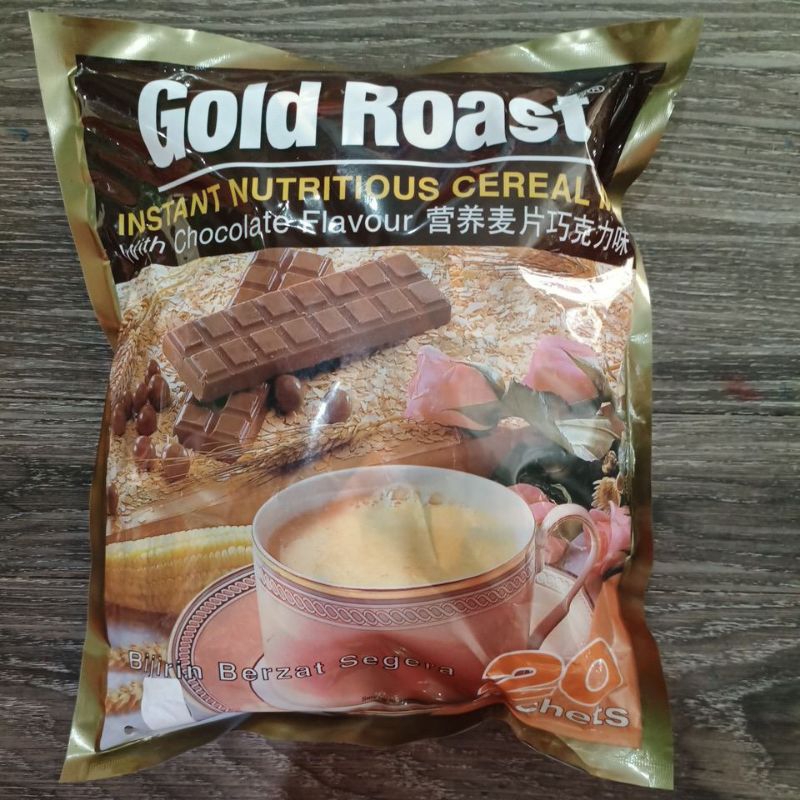 Gold Roast®
INSTANT NUTRITIOUS CEREAL
With Chocolate Flavour 营养麦片巧克力味
Bijirin Berzat Segera
20